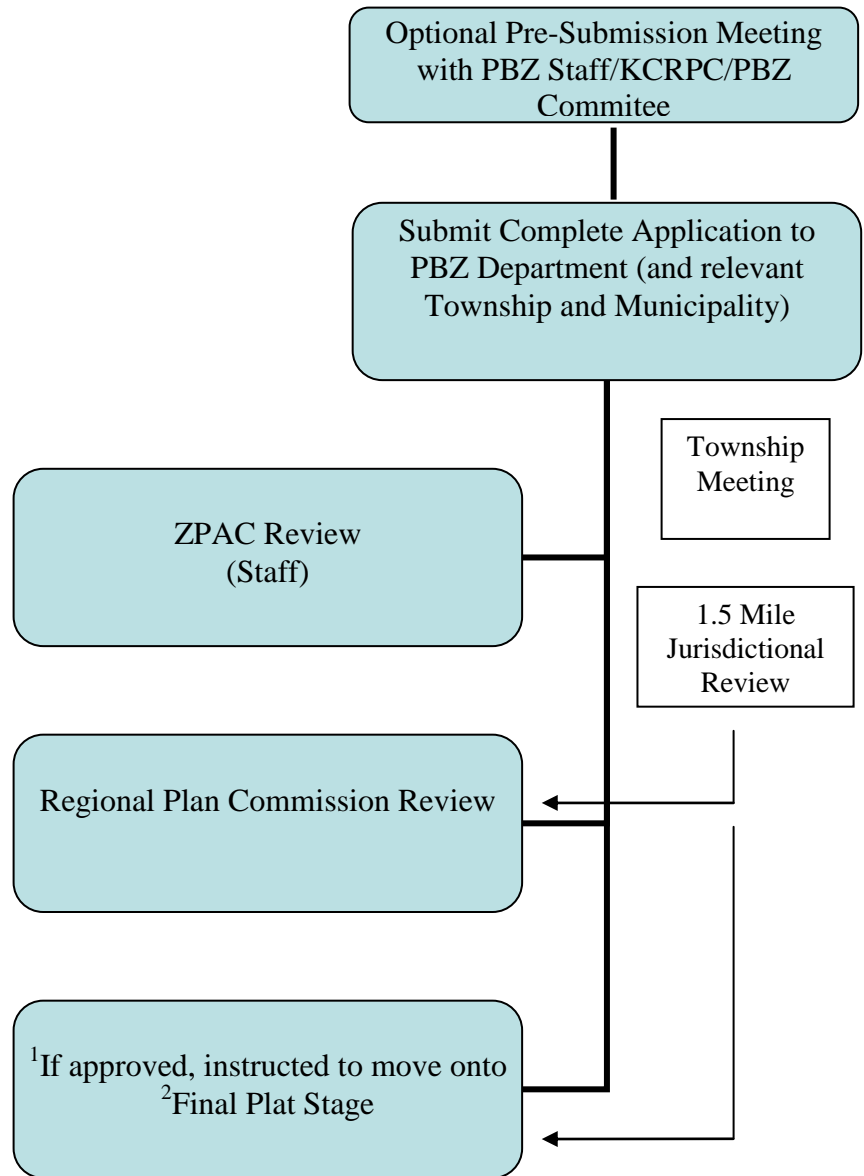 Optional Pre-Submission Meeting
with PBZ Staff/KCRPC/PBZ
Commitee
Submit Complete Application to
PBZ Department (and relevant
Township and Municipality)
Township
Meeting
ZPAC Review
(Staff)
1.5 Mile
Jurisdictional
Review
Regional Plan Commission Review
¹If approved, instructed to move onto
²Final Plat Stage